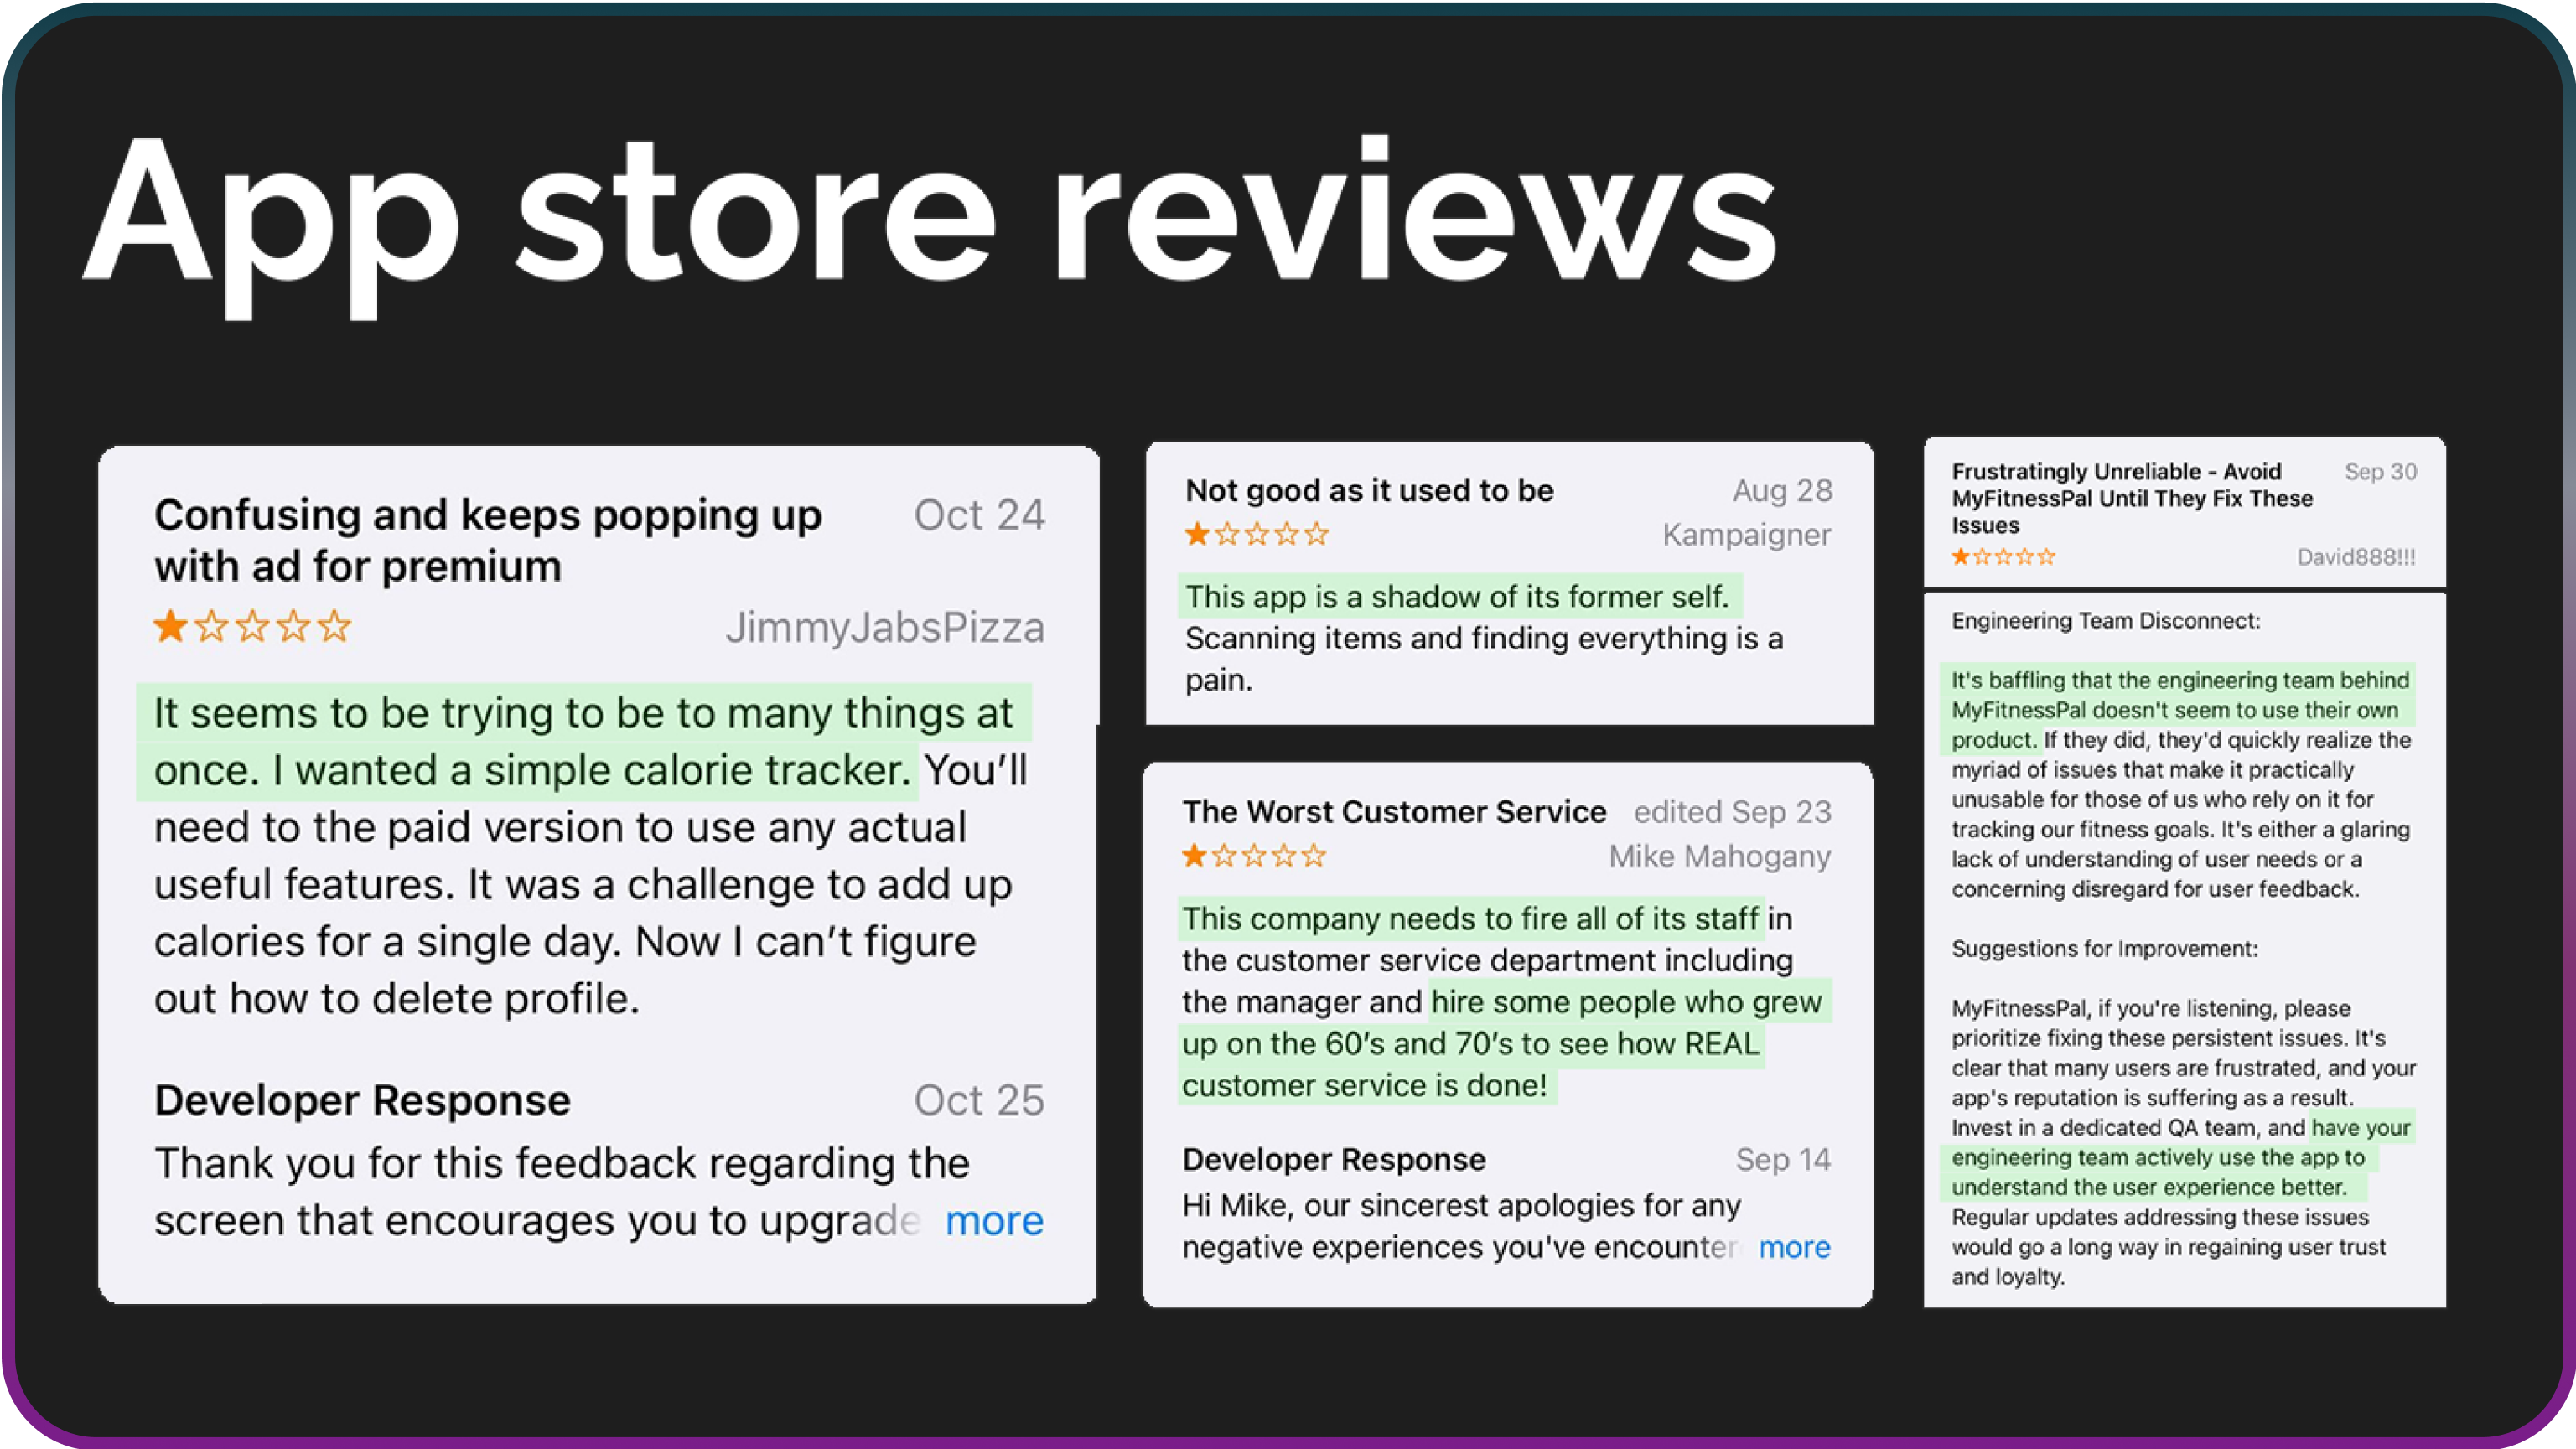 App store reviews
Confusing and keeps popping up
with ad for premium
Oct 24
JimmyJabsPizza
It seems to be trying to be to many things at
once. I wanted a simple calorie tracker. You’ll
need to the paid version to use any actual
useful features. It was a challenge to add up
calories for a single day. Now I can’t figure
out how to delete profile.
Developer Response
Oct 25
Thank you for this feedback regarding the
screen that encourages you to upgrade more
Not good as it used to be
Aug 28
Kampaigner
This app is a shadow of its former self.
Scanning items and finding everything is a
pain.
The Worst Customer Service
edited Sep 23
Mike Mahogany
This company needs to fire all of its staff in
the customer service department including
the manager and hire some people who grew
up on the 60’s and 70’s to see how REAL
customer service is done!
Developer Response
Sep 14
Hi Mike, our sincerest apologies for any
negative experiences you've encounter more
Frustratingly Unreliable - Avoid
MyFitnessPal Until They Fix These
Issues
Sep 30
David888!!!
Engineering Team Disconnect:
It's baffling that the engineering team behind
MyFitnessPal doesn't seem to use their own
product. If they did, they'd quickly realize the
myriad of issues that make it practically
unusable for those of us who rely on it for
tracking our fitness goals. It's either a glaring
lack of understanding of user needs or a
concerning disregard for user feedback.
Suggestions for Improvement:
MyFitnessPal, if you're listening, please
prioritize fixing these persistent issues. It's
clear that many users are frustrated, and your
app's reputation is suffering as a result.
Invest in a dedicated QA team, and have your
engineering team actively use the app to
understand the user experience better.
Regular updates addressing these issues
would go a long way in regaining user trust
and loyalty.